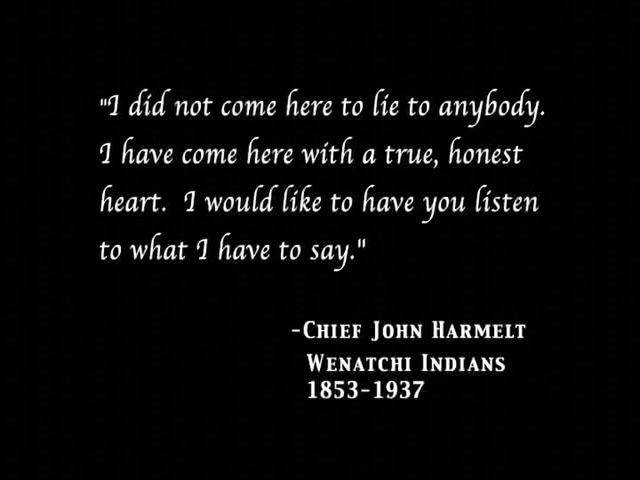 "I did not come here to lie to anybody.
I have come here with a true, honest
heart.  I would like to have you listen
to what I have to say."
-Chief John Harmelt
Wenatchi Indians
1853-1937